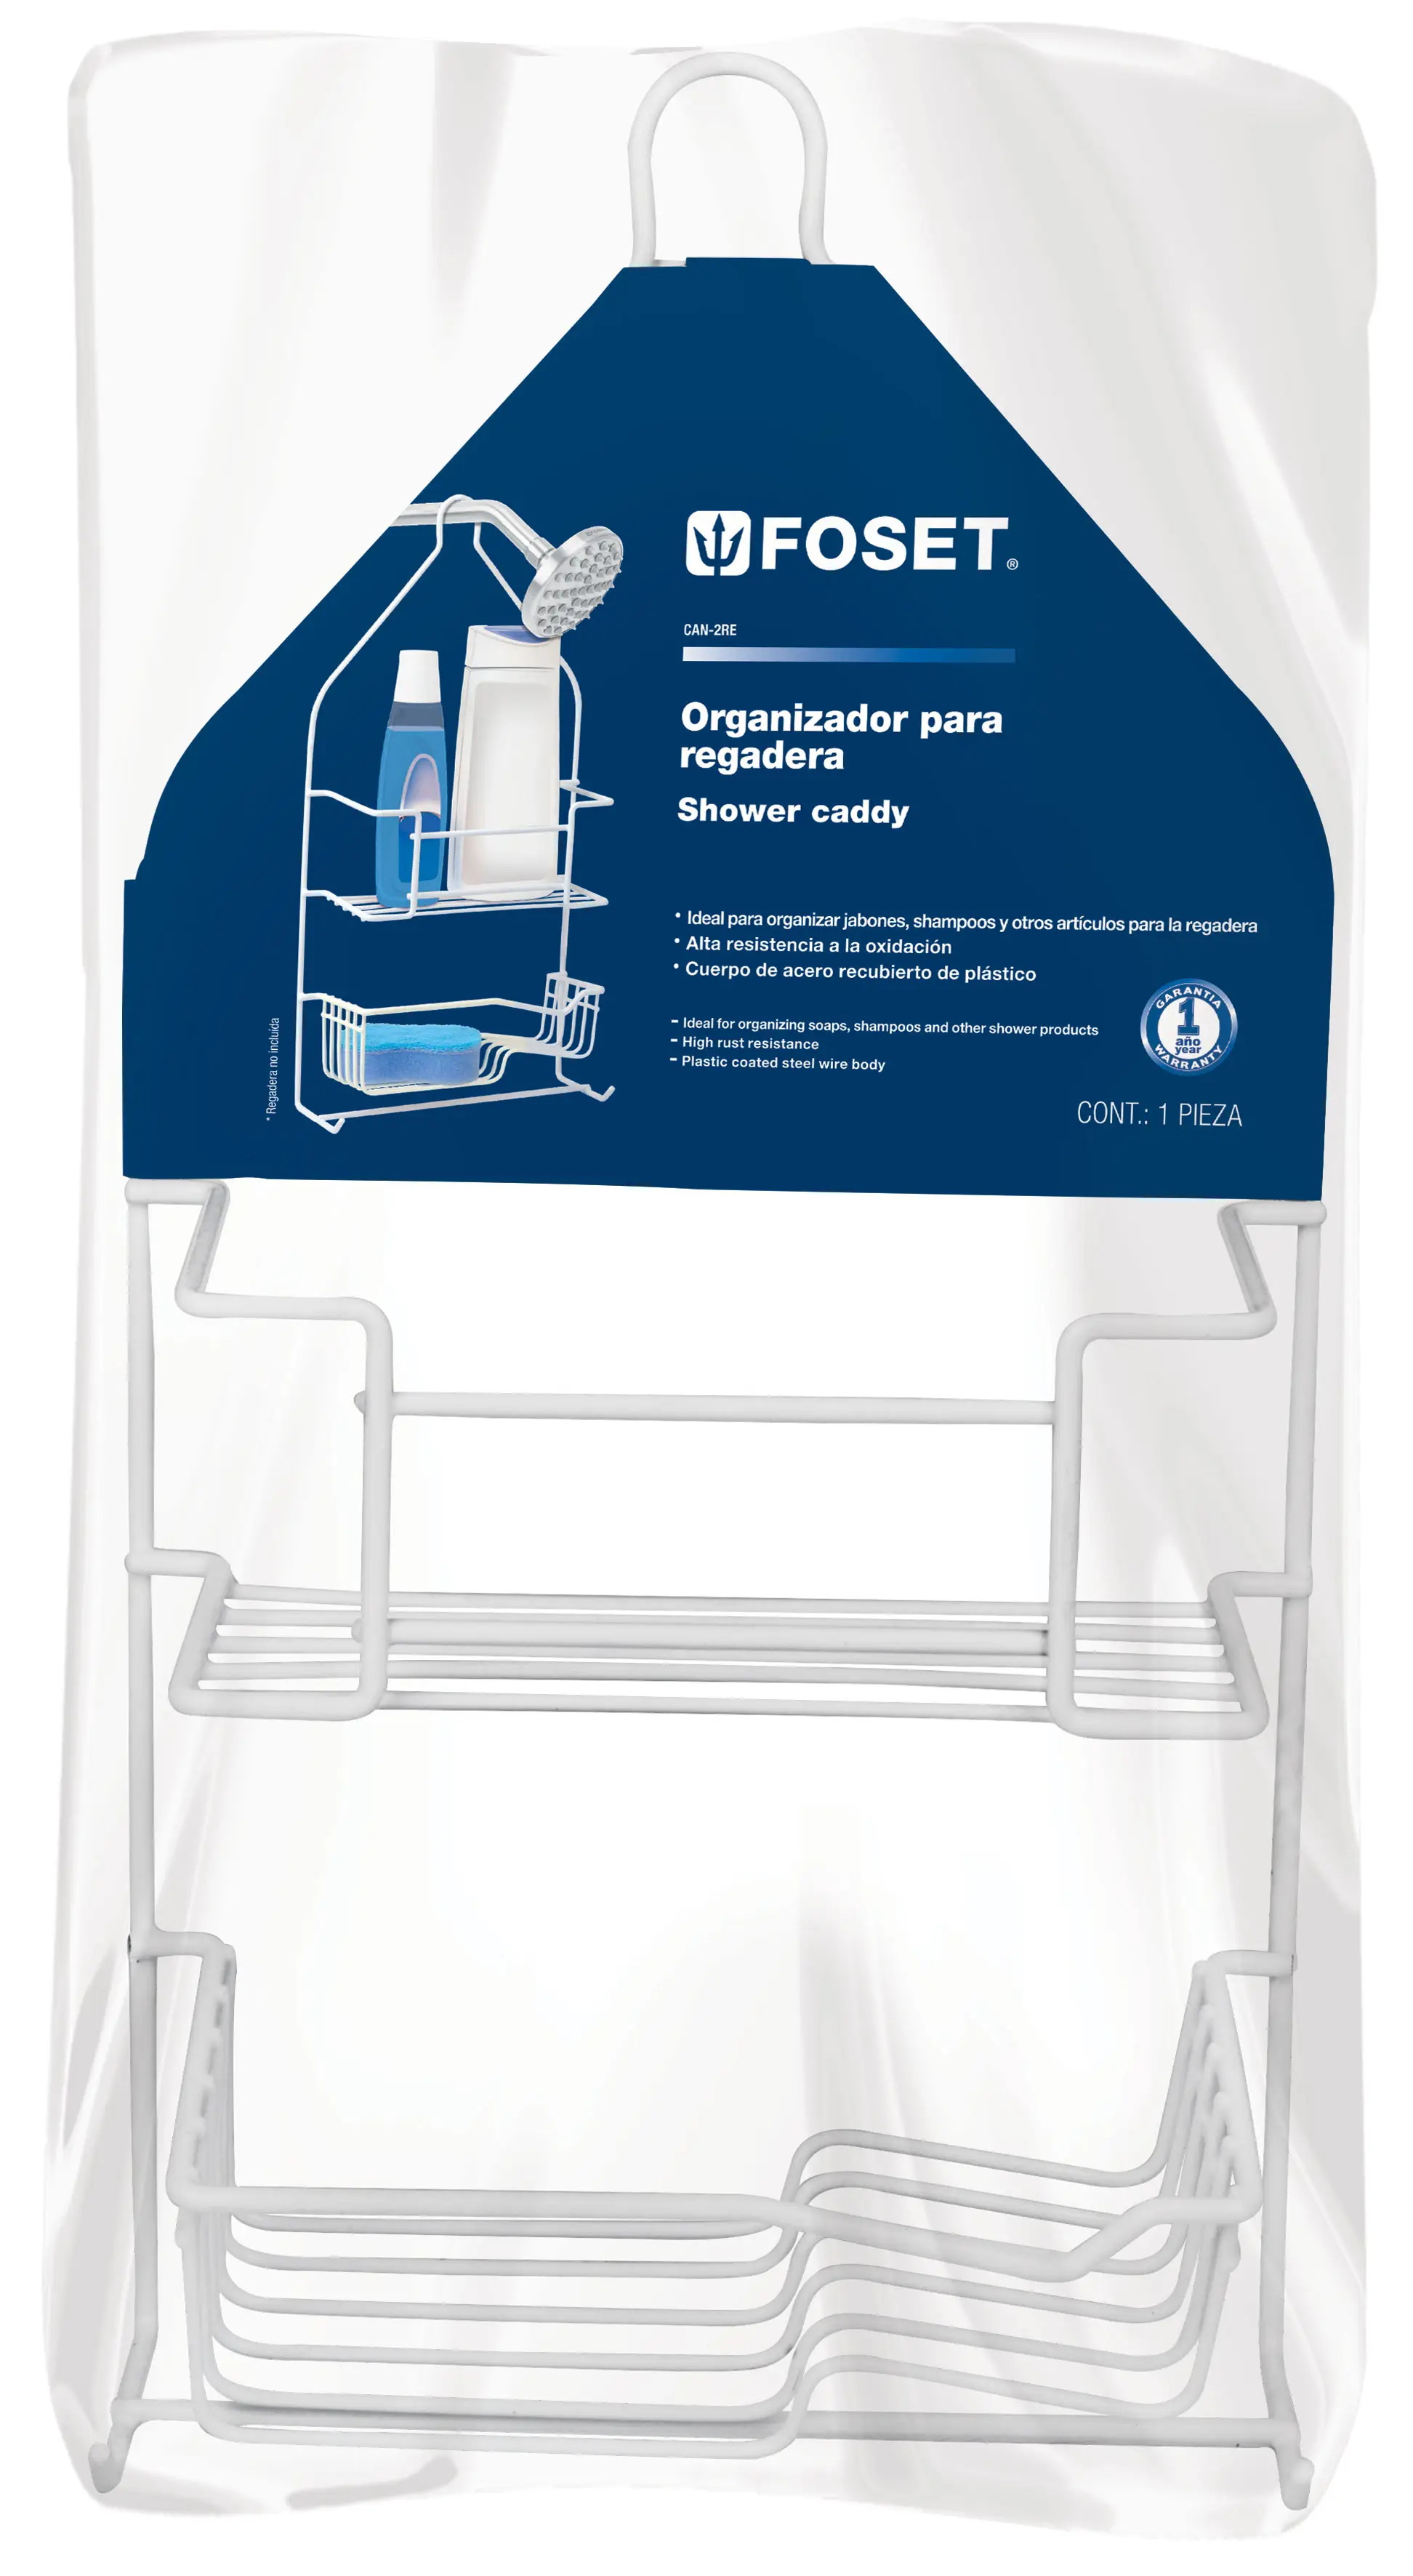 FOSET®
CAN-2RE
Organizador para
regadera
Shower caddy
• Ideal para organizar jabones, shampoos y otros artículos para la regadera
• Alta resistencia a la oxidación
• Cuerpo de acero recubierto de plástico
- Ideal for organizing soaps, shampoos and other shower products
- High rust resistance
- Plastic coated steel wire body
GARANTIA
1
año
year
WARRANTY
CONT.: 1 PIEZA
* Regadera no incluida